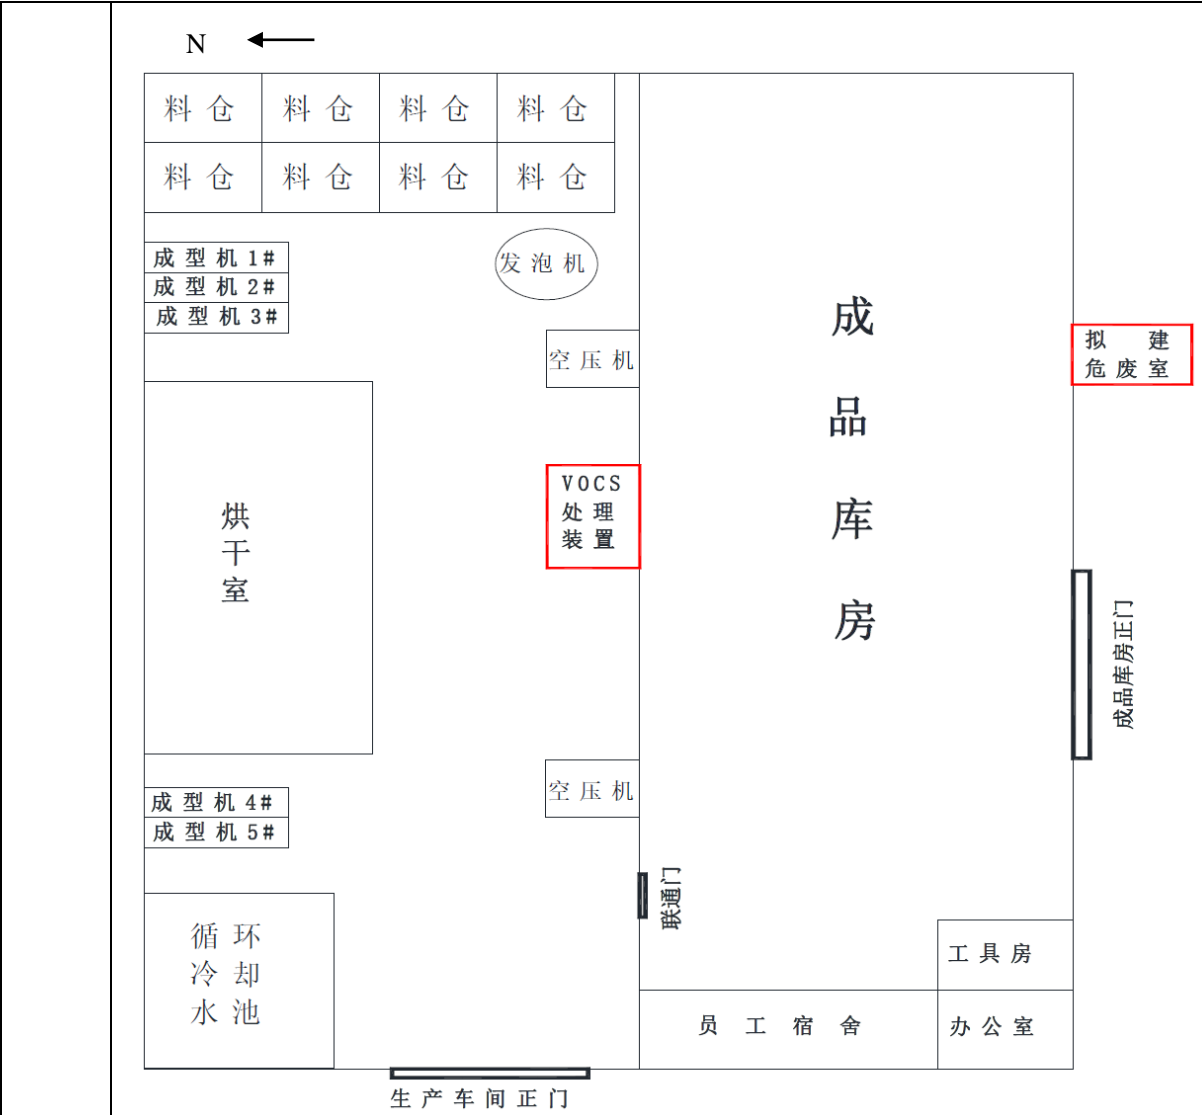 N
料仓 料仓 料仓 料仓
料仓 料仓 料仓 料仓
成型机1#
成型机2#
成型机3#
发泡机
空压机
成品库房
拟建
危废室
VOCS
处理
装置
烘干室
成品库房正门
空压机
成型机4#
成型机5#
联通门
循环
冷却
水池
工具房
员工宿舍
办公室
生产车间正门